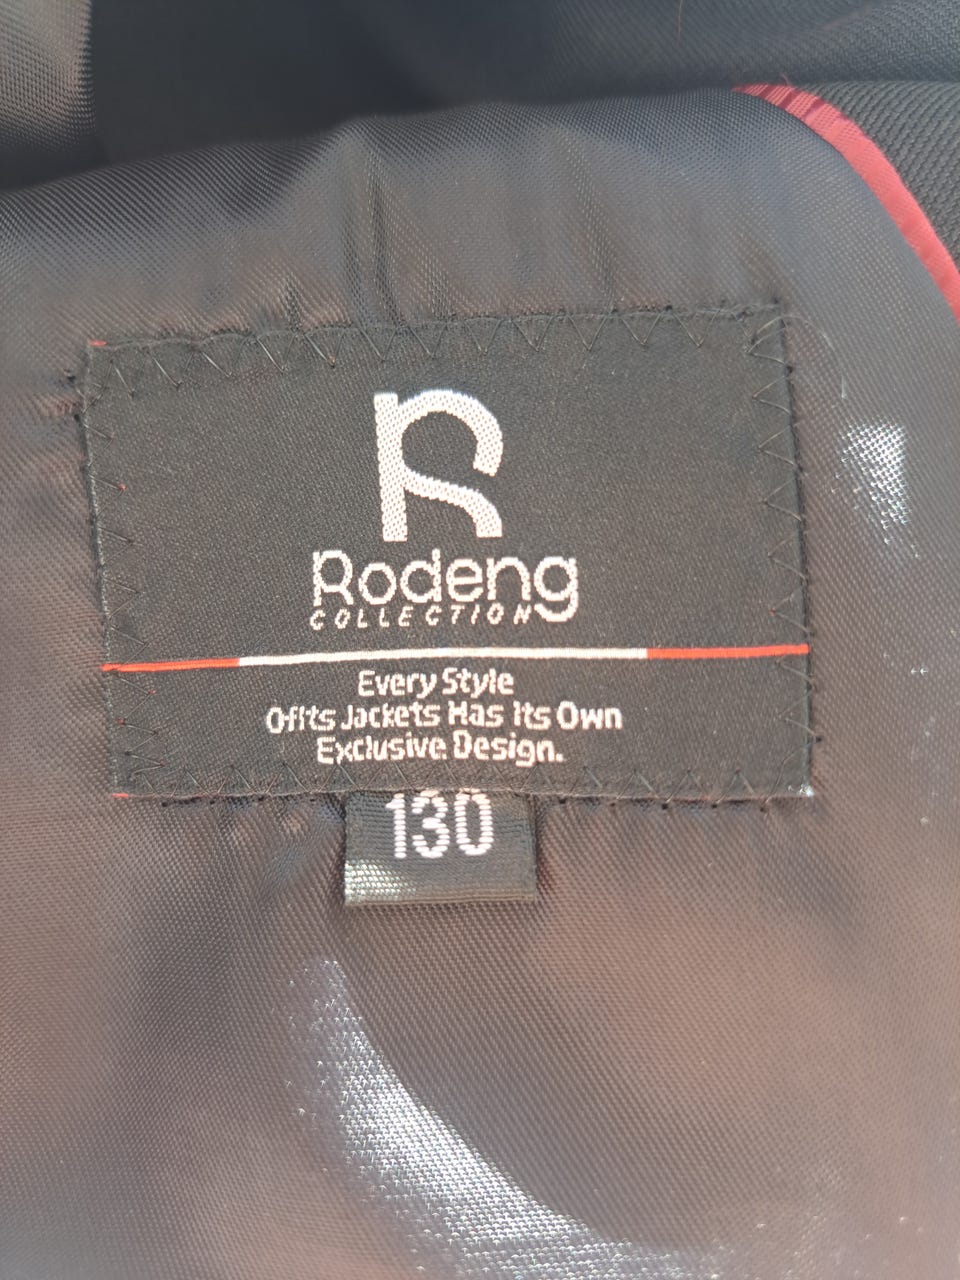 R
Rodeng
COLLECTION
Every Style
OfIts Jackets Has Its Own
Exclusive Design.
130